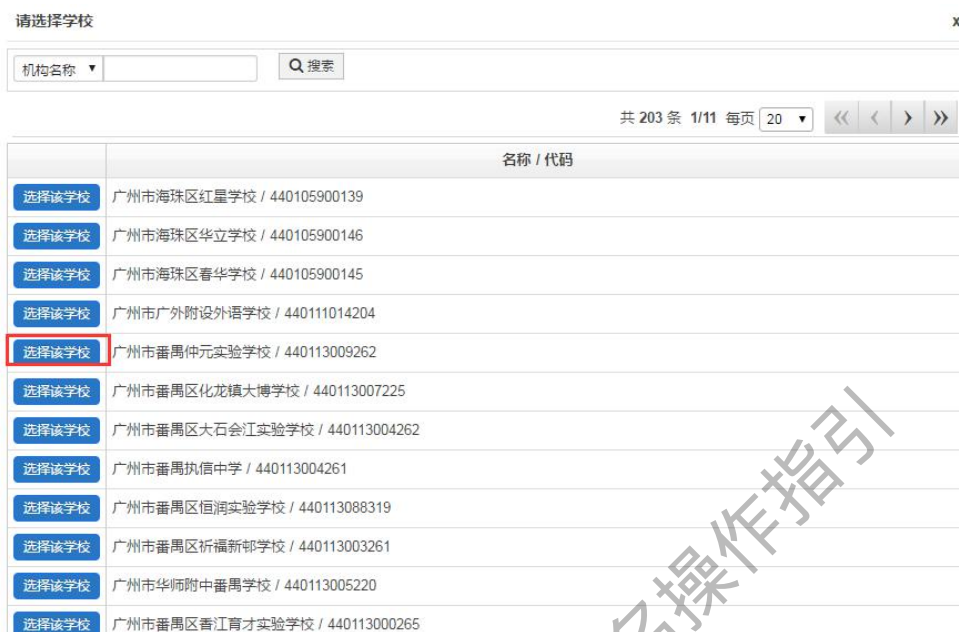 请选择学校 x
机构名称 ▼ 搜索
共 203 条 1/11 每页 20 ▼ « ‹ › »
名称 / 代码
选择该学校 广州市海珠区红星学校 / 440105900139
选择该学校 广州市海珠区华立学校 / 440105900146
选择该学校 广州市海珠区春华学校 / 440105900145
选择该学校 广州市广外附设外语学校 / 440111014204
选择该学校 广州市番禺仲元实验学校 / 440113009262
选择该学校 广州市番禺区化龙镇大博学校 / 440113007225
选择该学校 广州市番禺区大石会江实验学校 / 440113004262
选择该学校 广州市番禺执信中学 / 440113004261
选择该学校 广州市番禺区恒润实验学校 / 440113088319
选择该学校 广州市番禺区祈福新邨学校 / 440113003261
选择该学校 广州市华师附中番禺学校 / 440113005220
选择该学校 广州市番禺区香江育才实验学校 / 440113000265
名操作指引